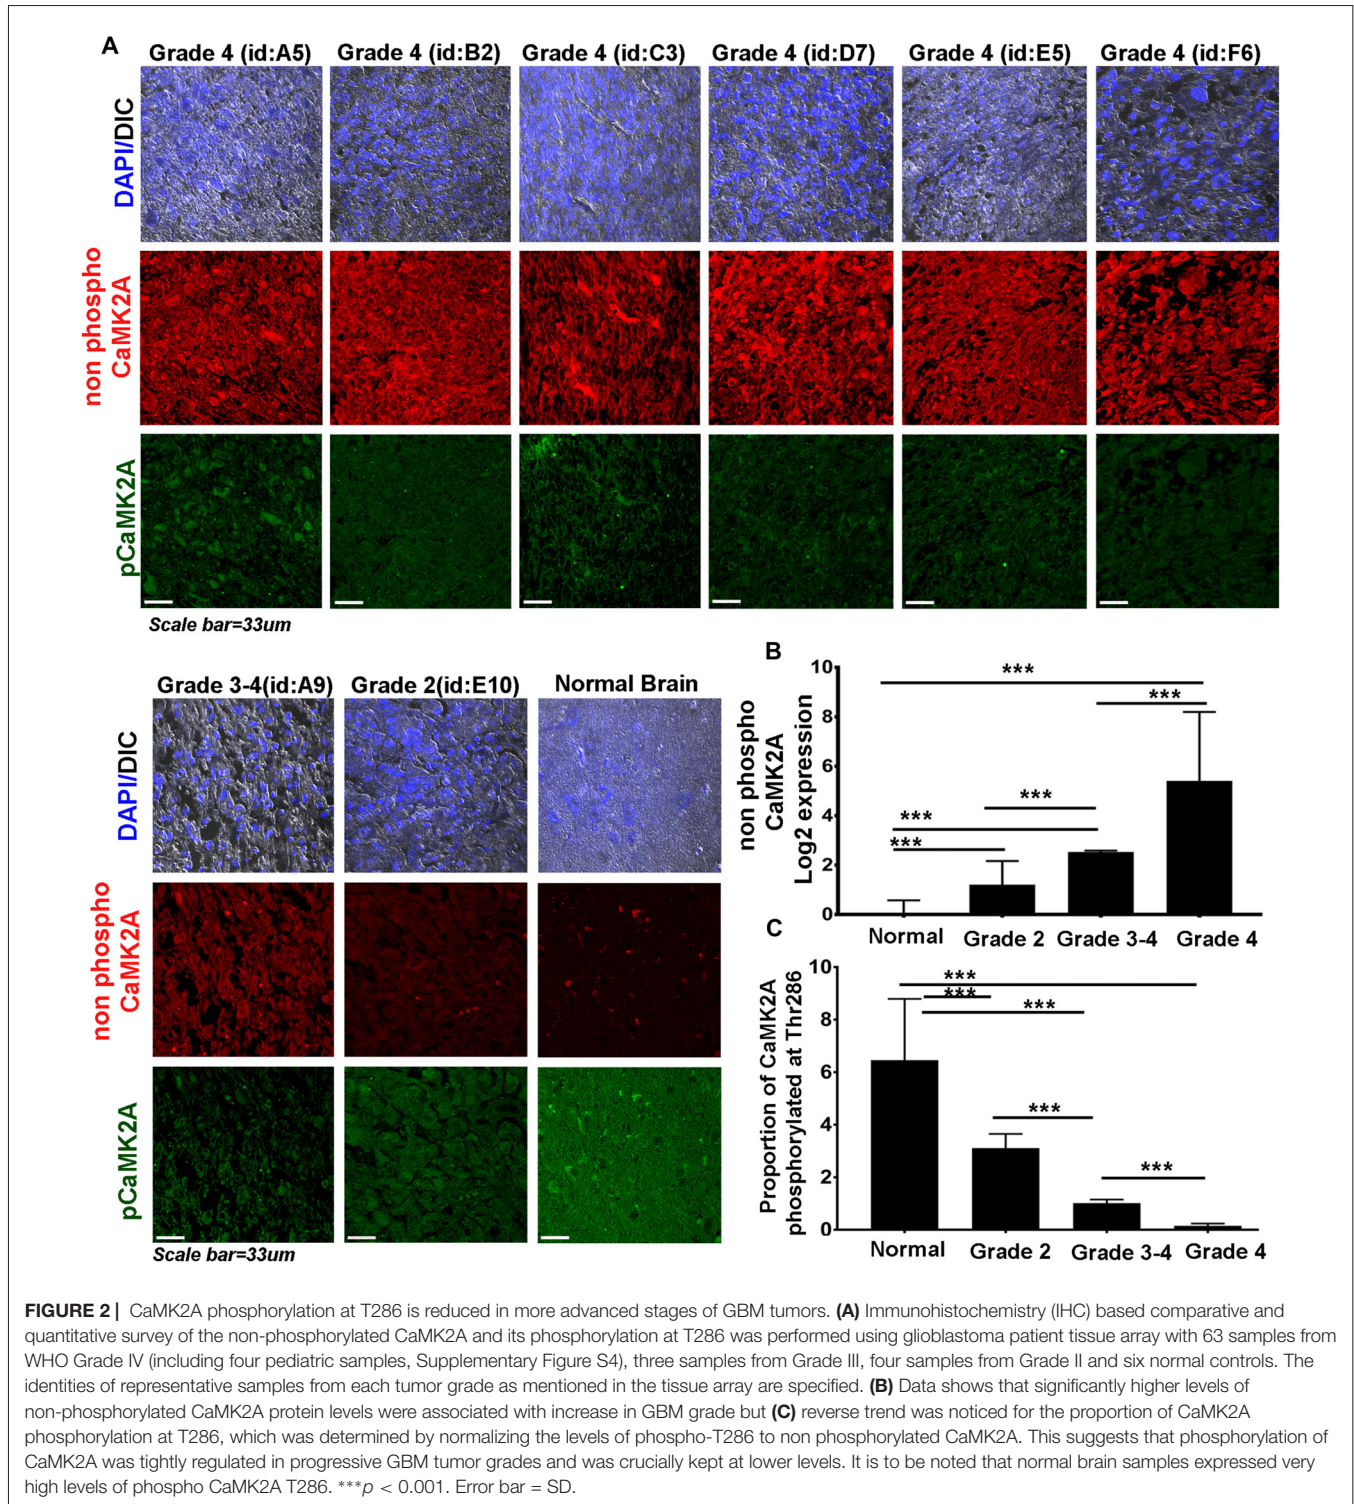 A
Grade 4 (id:A5) Grade 4 (id:B2) Grade 4 (id:C3) Grade 4 (id:D7) Grade 4 (id:E5) Grade 4 (id:F6)
DAPI/DIC
non phospho
CaMK2A
pCaMK2A
Scale bar=33um
Grade 3-4(id:A9) Grade 2(id:E10) Normal Brain
DAPI/DIC
non phospho
CaMK2A
pCaMK2A
Scale bar=33um
B
non phospho
CaMK2A
Log2 expression
10
8
6
4
2
0
***
***
***
***
***
Normal Grade 2 Grade 3-4 Grade 4
C
Proportion of CaMK2A
phosphorylated at Thr286
10
8
6
4
2
0
***
***
***
***
***
Normal Grade 2 Grade 3-4 Grade 4
FIGURE 2 | CaMK2A phosphorylation at T286 is reduced in more advanced stages of GBM tumors. (A) Immunohistochemistry (IHC) based comparative and
quantitative survey of the non-phosphorylated CaMK2A and its phosphorylation at T286 was performed using glioblastoma patient tissue array with 63 samples from
WHO Grade IV (including four pediatric samples, Supplementary Figure S4), three samples from Grade III, four samples from Grade II and six normal controls. The
identities of representative samples from each tumor grade as mentioned in the tissue array are specified. (B) Data shows that significantly higher levels of
non-phosphorylated CaMK2A protein levels were associated with increase in GBM grade but (C) reverse trend was noticed for the proportion of CaMK2A
phosphorylation at T286, which was determined by normalizing the levels of phospho-T286 to non phosphorylated CaMK2A. This suggests that phosphorylation of
CaMK2A was tightly regulated in progressive GBM tumor grades and was crucially kept at lower levels. It is to be noted that normal brain samples expressed very
high levels of phospho CaMK2A T286. ***p < 0.001. Error bar = SD.